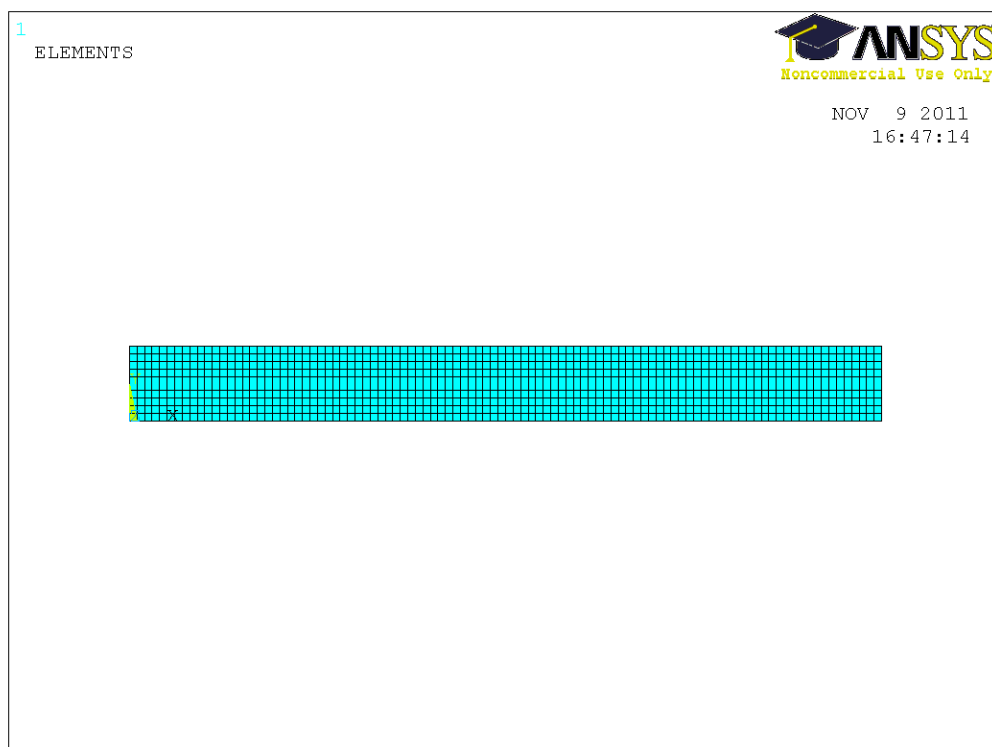 1
ELEMENTS
ANSYS
Noncommercial Use Only
NOV 9 2011
16:47:14
X